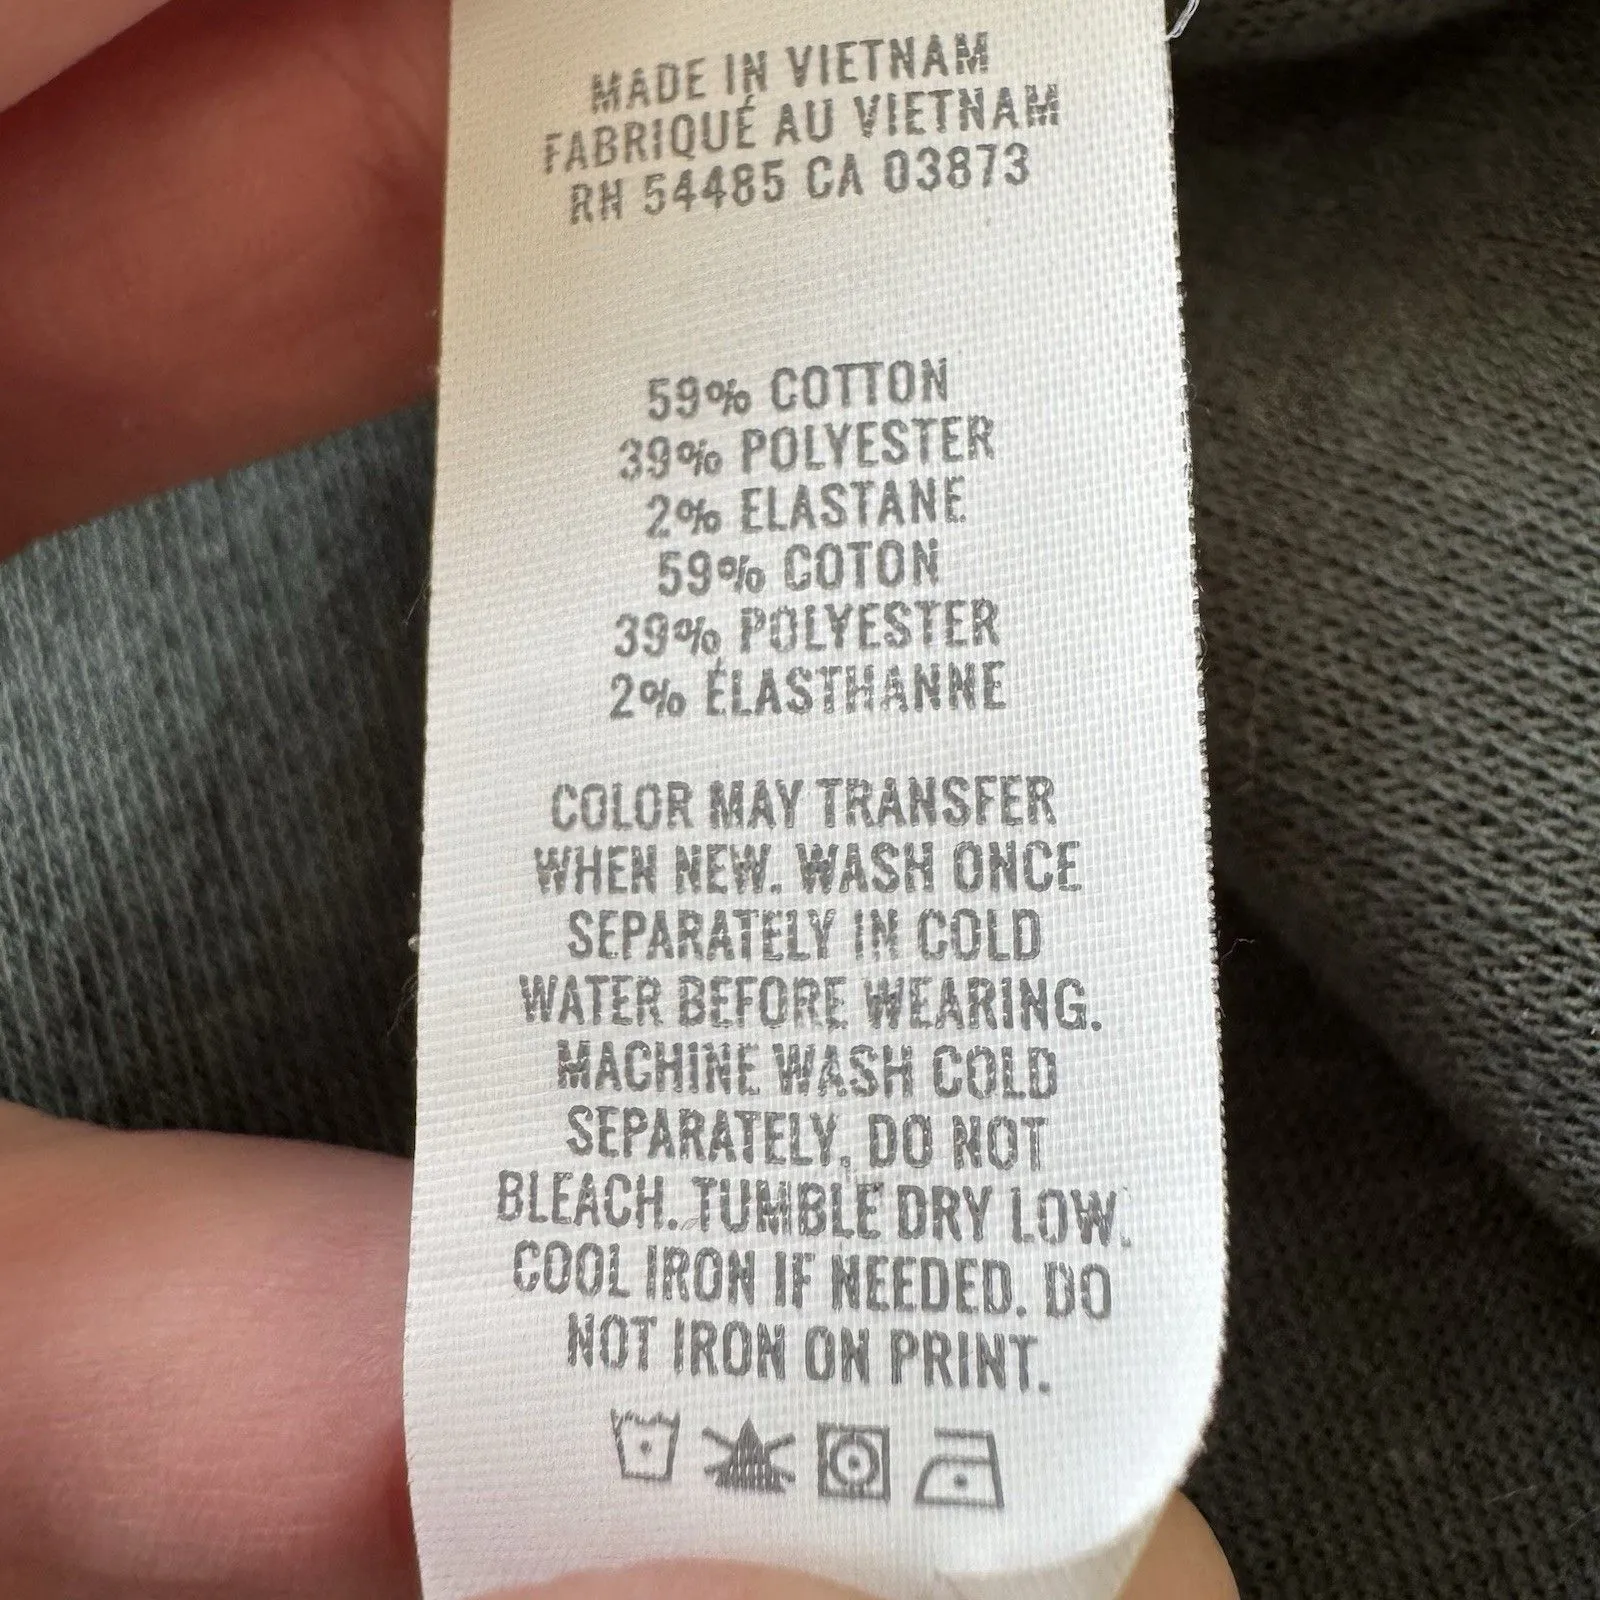 MADE IN VIETNAM
FABRIQUÉ AU VIETNAM
RN 54485 CA 03873
59% COTTON
39% POLYESTER
2% ELASTANE
59% COTON
39% POLYESTER
2% ÉLASTHANNE
COLOR MAY TRANSFER
WHEN NEW. WASH ONCE
SEPARATELY IN COLD
WATER BEFORE WEARING.
MACHINE WASH COLD
SEPARATELY. DO NOT
BLEACH. TUMBLE DRY LOW.
COOL IRON IF NEEDED. DO
NOT IRON ON PRINT.